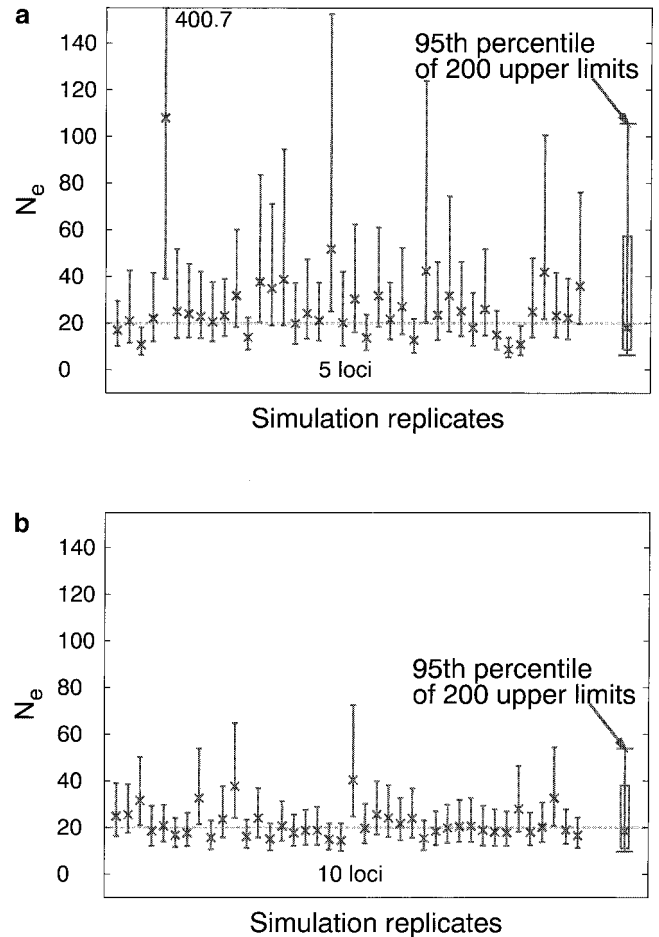 a
400.7
140
120
100
80
60
40
20
0
N_e
95th percentile
of 200 upper limits
5 loci
Simulation replicates
b
140
120
100
80
60
40
20
0
N_e
95th percentile
of 200 upper limits
10 loci
Simulation replicates